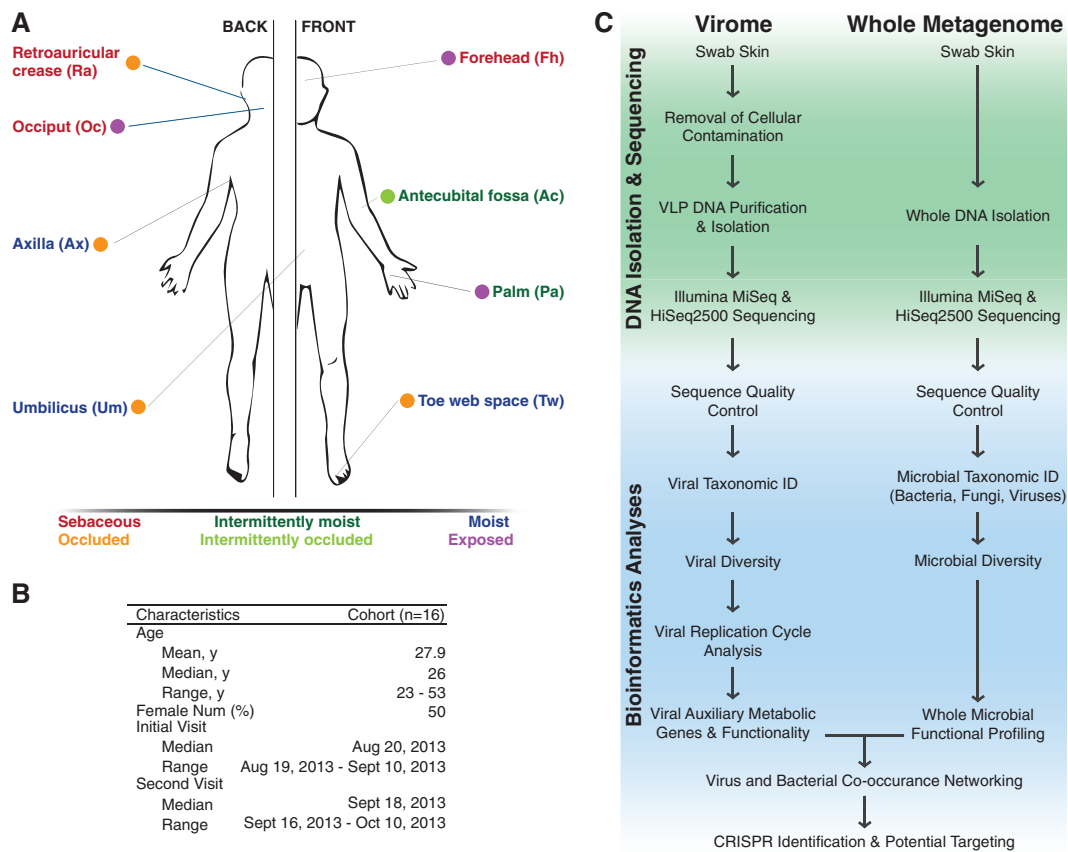 A
BACK
FRONT
Retroauricular
crease (Ra)
Forehead (Fh)
Occiput (Oc)
Antecubital fossa (Ac)
Axilla (Ax)
Palm (Pa)
Umbilicus (Um)
Toe web space (Tw)
Sebaceous
Intermittently moist
Moist
Occluded
Intermittently occluded
Exposed
B
Characteristics Cohort (n=16)
Age
Mean, y 27.9
Median, y 26
Range, y 23 - 53
Female Num (%) 50
Initial Visit
Median Aug 20, 2013
Range Aug 19, 2013 - Sept 10, 2013
Second Visit
Median Sept 18, 2013
Range Sept 16, 2013 - Oct 10, 2013
C
DNA Isolation & Sequencing
Bioinformatics Analyses
Virome
Swab Skin
Removal of Cellular
Contamination
VLP DNA Purification
& Isolation
Illumina MiSeq &
HiSeq2500 Sequencing
Sequence Quality
Control
Viral Taxonomic ID
Viral Diversity
Viral Replication Cycle
Analysis
Viral Auxiliary Metabolic
Genes & Functionality
Whole Metagenome
Swab Skin
Whole DNA Isolation
Illumina MiSeq &
HiSeq2500 Sequencing
Sequence Quality
Control
Microbial Taxonomic ID
(Bacteria, Fungi, Viruses)
Microbial Diversity
Whole Microbial
Functional Profiling
Virus and Bacterial Co-occurance Networking
CRISPR Identification & Potential Targeting